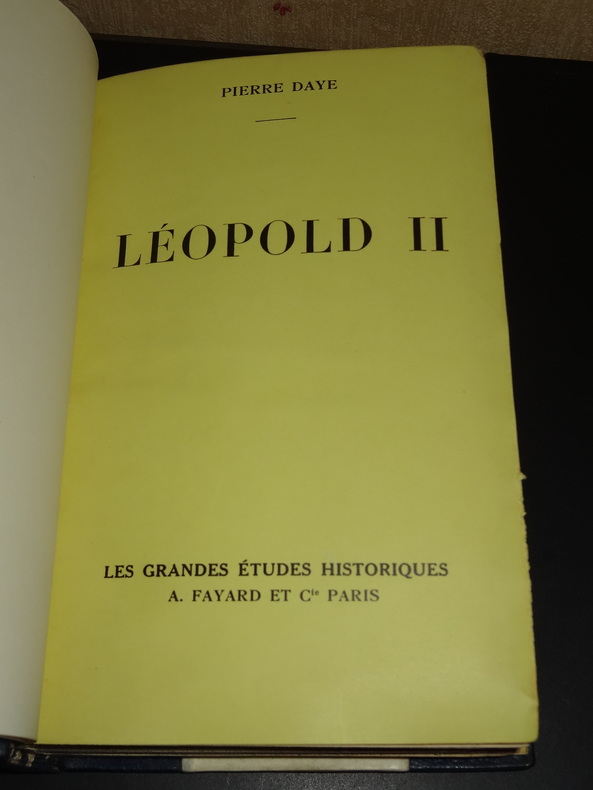 PIERRE DAYE
LÉOPOLD II
LES GRANDES ÉTUDES HISTORIQUES
A. FAYARD ET Cie PARIS